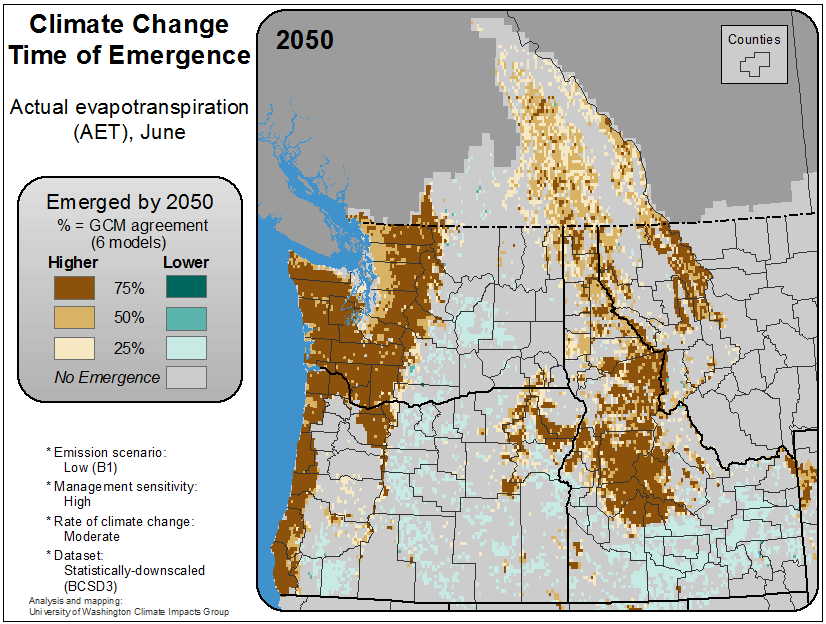 Climate Change
Time of Emergence
Actual evapotranspiration
(AET), June
Emerged by 2050
% = GCM agreement
(6 models)
Higher
Lower
75%
50%
25%
No Emergence
* Emission scenario:
Low (B1)
* Management sensitivity:
High
* Rate of climate change:
Moderate
* Dataset:
Statistically-downscaled
(BCSD3)
Analysis and mapping:
University of Washington Climate Impacts Group
2050
Counties